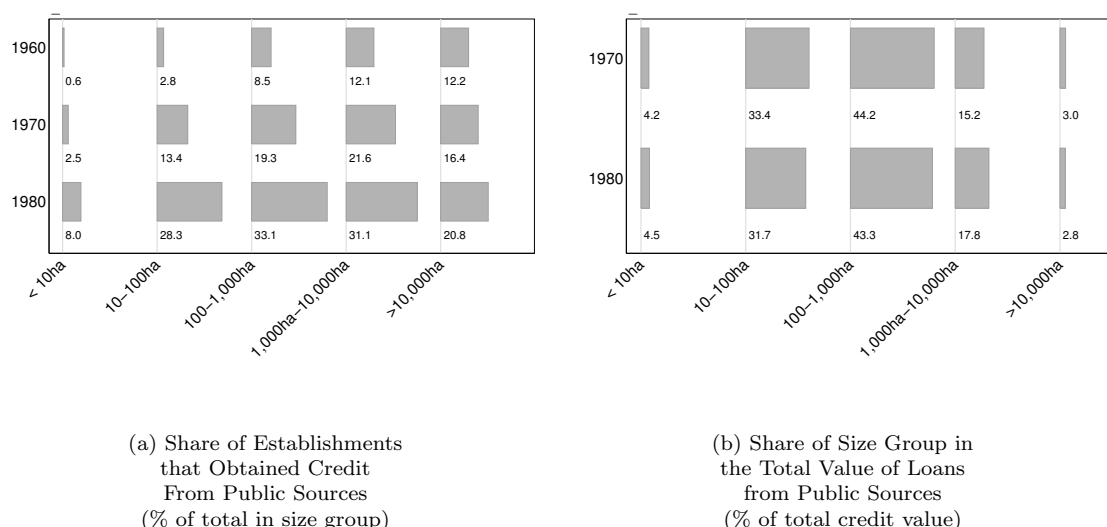 1960
0.6 2.8 8.5 12.1 12.2
1970
2.5 13.4 19.3 21.6 16.4
1980
8.0 28.3 33.1 31.1 20.8
< 10ha 10–100ha 100–1,000ha 1,000ha–10,000ha >10,000ha
(a) Share of Establishments
that Obtained Credit
From Public Sources
(% of total in size group)
1970
4.2 33.4 44.2 15.2 3.0
1980
4.5 31.7 43.3 17.8 2.8
< 10ha 10–100ha 100–1,000ha 1,000ha–10,000ha >10,000ha
(b) Share of Size Group in
the Total Value of Loans
from Public Sources
(% of total credit value)